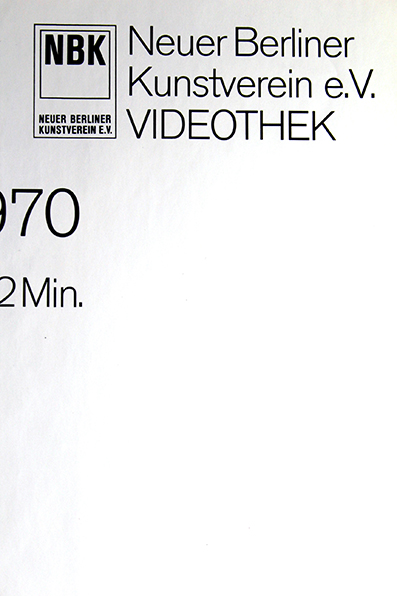 NBK
NEUER BERLINER
KUNSTVEREIN E.V.
Neuer Berliner
Kunstverein e.V.
VIDEOTHEK
970
2 Min.